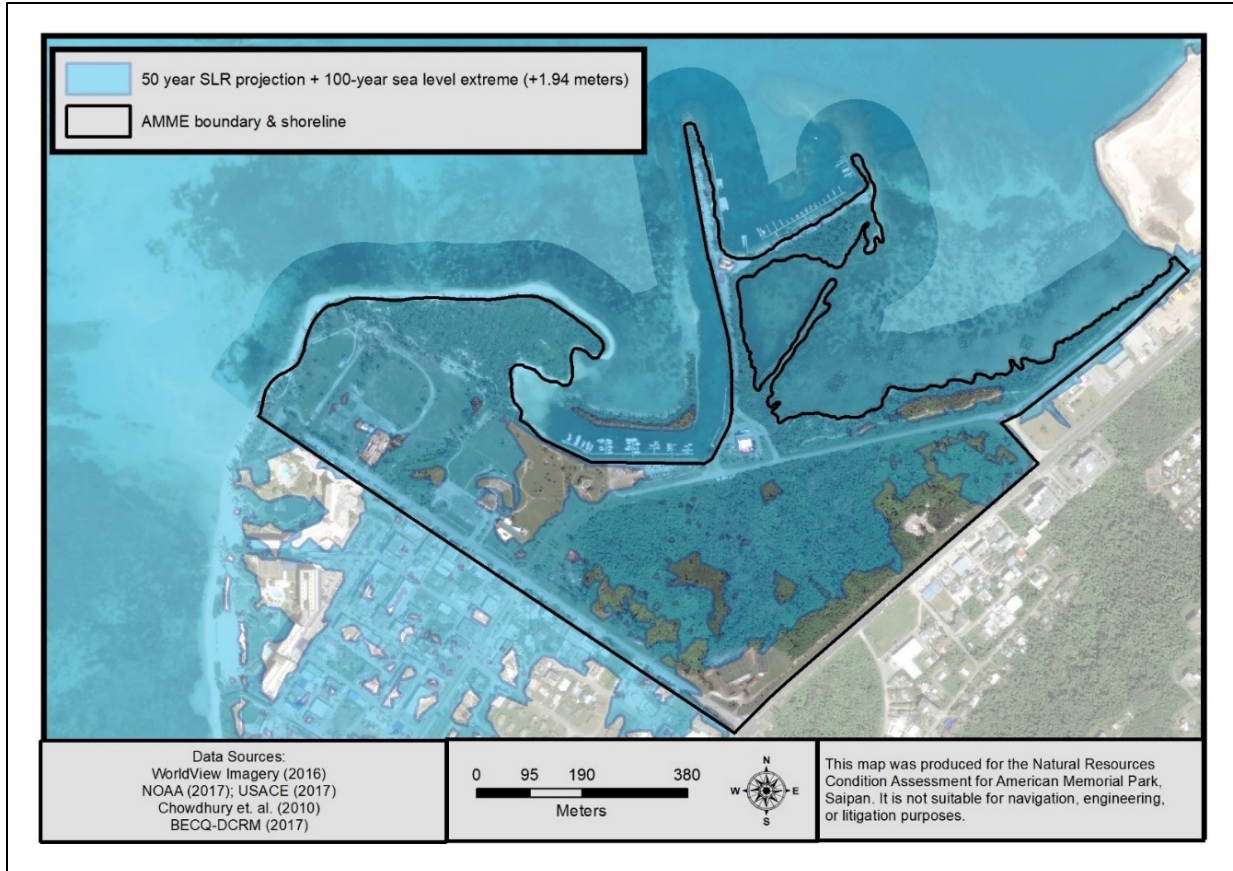 50 year SLR projection + 100-year sea level extreme (+1.94 meters)
AMME boundary & shoreline
Data Sources:
WorldView Imagery (2016)
NOAA (2017); USACE (2017)
Chowdhury et. al. (2010)
BECQ-DCRM (2017)
0 95 190 380
Meters
N
W E
S
This map was produced for the Natural Resources
Condition Assessment for American Memorial Park,
Saipan. It is not suitable for navigation, engineering,
or litigation purposes.